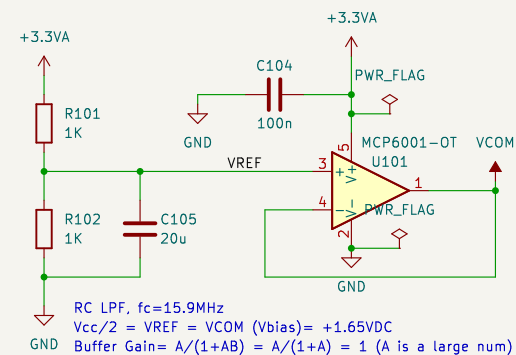 +3.3VA
+3.3VA
C104
PWR_FLAG
R101
1K
GND
100n
MCP6001-OT
U101
VCOM
5
VREF
3
+
V+
1
4
-
V-
PWR_FLAG
2
R102
1K
C105
20u
GND
GND
RC LPF, fc=15.9MHz
Vcc/2 = VREF = VCOM (Vbias)= +1.65VDC
Buffer Gain= A/(1+AB) = A/(1+A) = 1 (A is a large num)